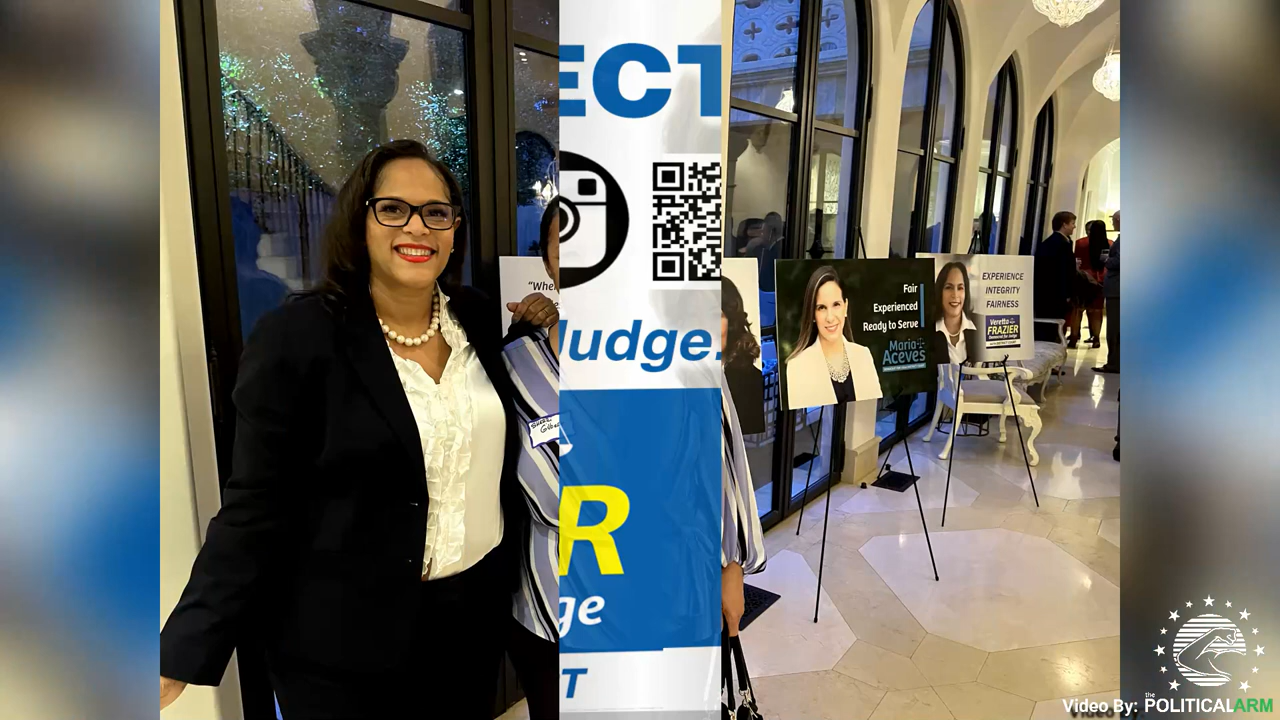 ECT
"Whe
Judge.
R
ge
T
Fair
Experienced
Ready to Serve
Maria
Aceves
EXPERIENCE
INTEGRITY
FAIRNESS
Veretta
FRAZIER
Video By: the POLITICALARM